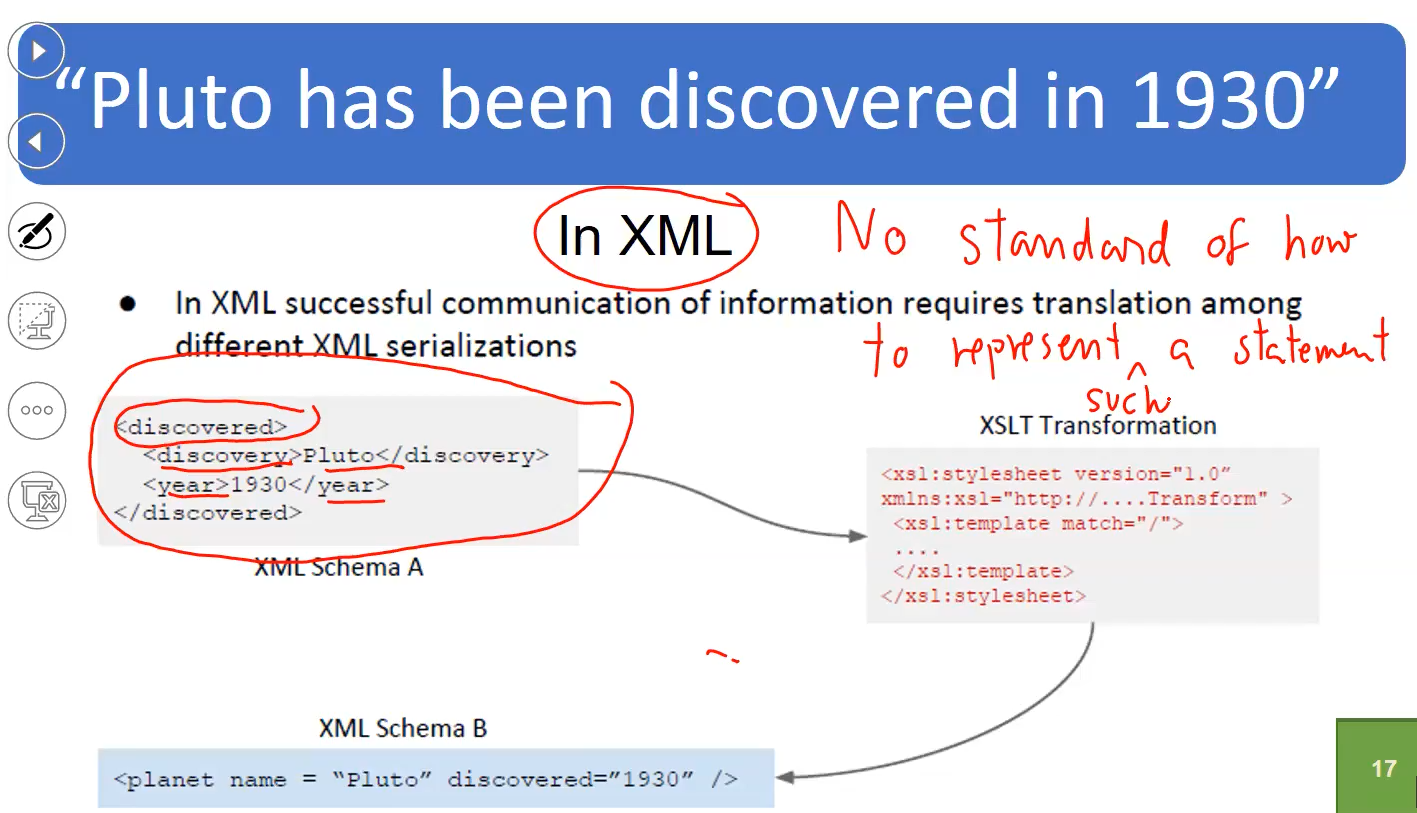 “Pluto has been discovered in 1930”
In XML
No standard of how
to represent such a statement
● In XML successful communication of information requires translation among
different XML serializations
<discovered>
<discovery>Pluto</discovery>
<year>1930</year>
</discovered>
XML Schema A
XSLT Transformation
<xsl:stylesheet version="1.0”
xmlns:xsl="http://....Transform" >
<xsl:template match="/">
....
</xsl:template>
</xsl:stylesheet>
XML Schema B
<planet name = “Pluto” discovered=”1930” />
17